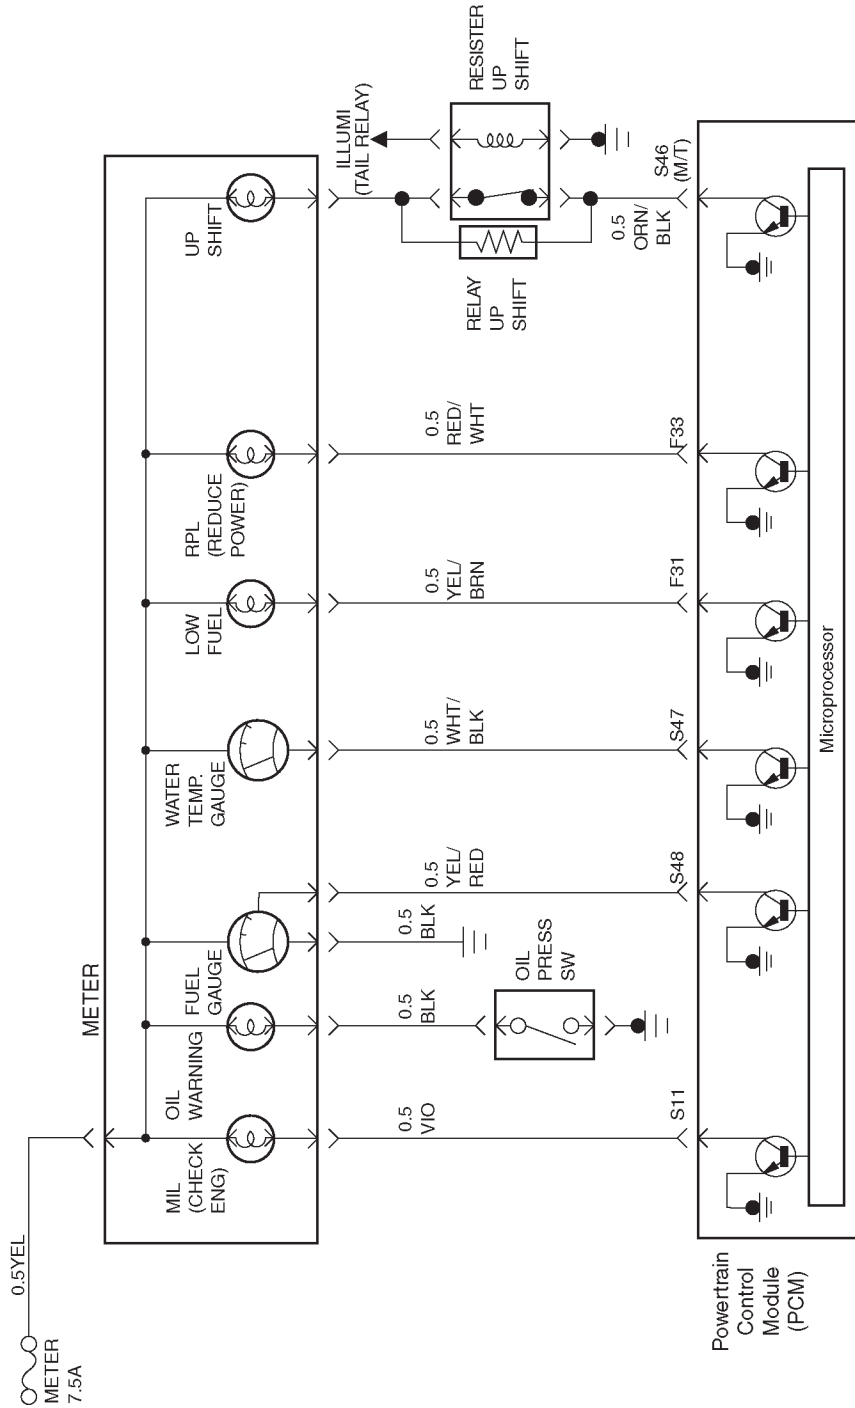 METER
7.5A
0.5YEL
METER
MIL
(CHECK
ENG)
OIL
WARNING
FUEL
GAUGE
WATER
TEMP.
GAUGE
LOW
FUEL
RPL
(REDUCE
POWER)
UP
SHIFT
0.5
VIO
0.5
BLK
0.5
BLK
0.5
YEL/
RED
0.5
WHT/
BLK
0.5
YEL/
BRN
0.5
RED/
WHT
ILLUMI
(TAIL RELAY)
OIL
PRESS
SW
RELAY
UP
SHIFT
RESISTER
UP
SHIFT
0.5
ORN/
BLK
S11
S48
S47
F31
F33
S46
(M/T)
Powertrain
Control
Module
(PCM)
Microprocessor